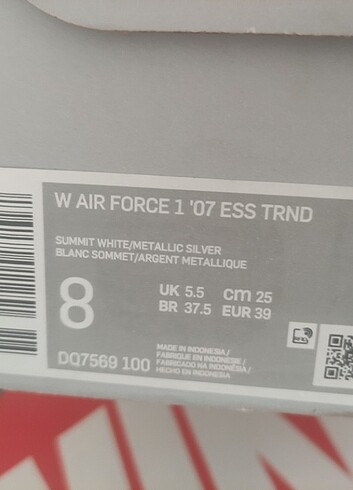 W AIR FORCE 1 '07 ESS TRND
SUMMIT WHITE/METALLIC SILVER
BLANC SOMMET/ARGENT METALLIQUE
8
UK 5.5 cm 25
BR 37.5 EUR 39
DQ7569 100
MADE IN INDONESIA/
FABRIQUE EN INDONESIE/
FABRICADO NA INDONÉSIA/
HECHO EN INDONESIA